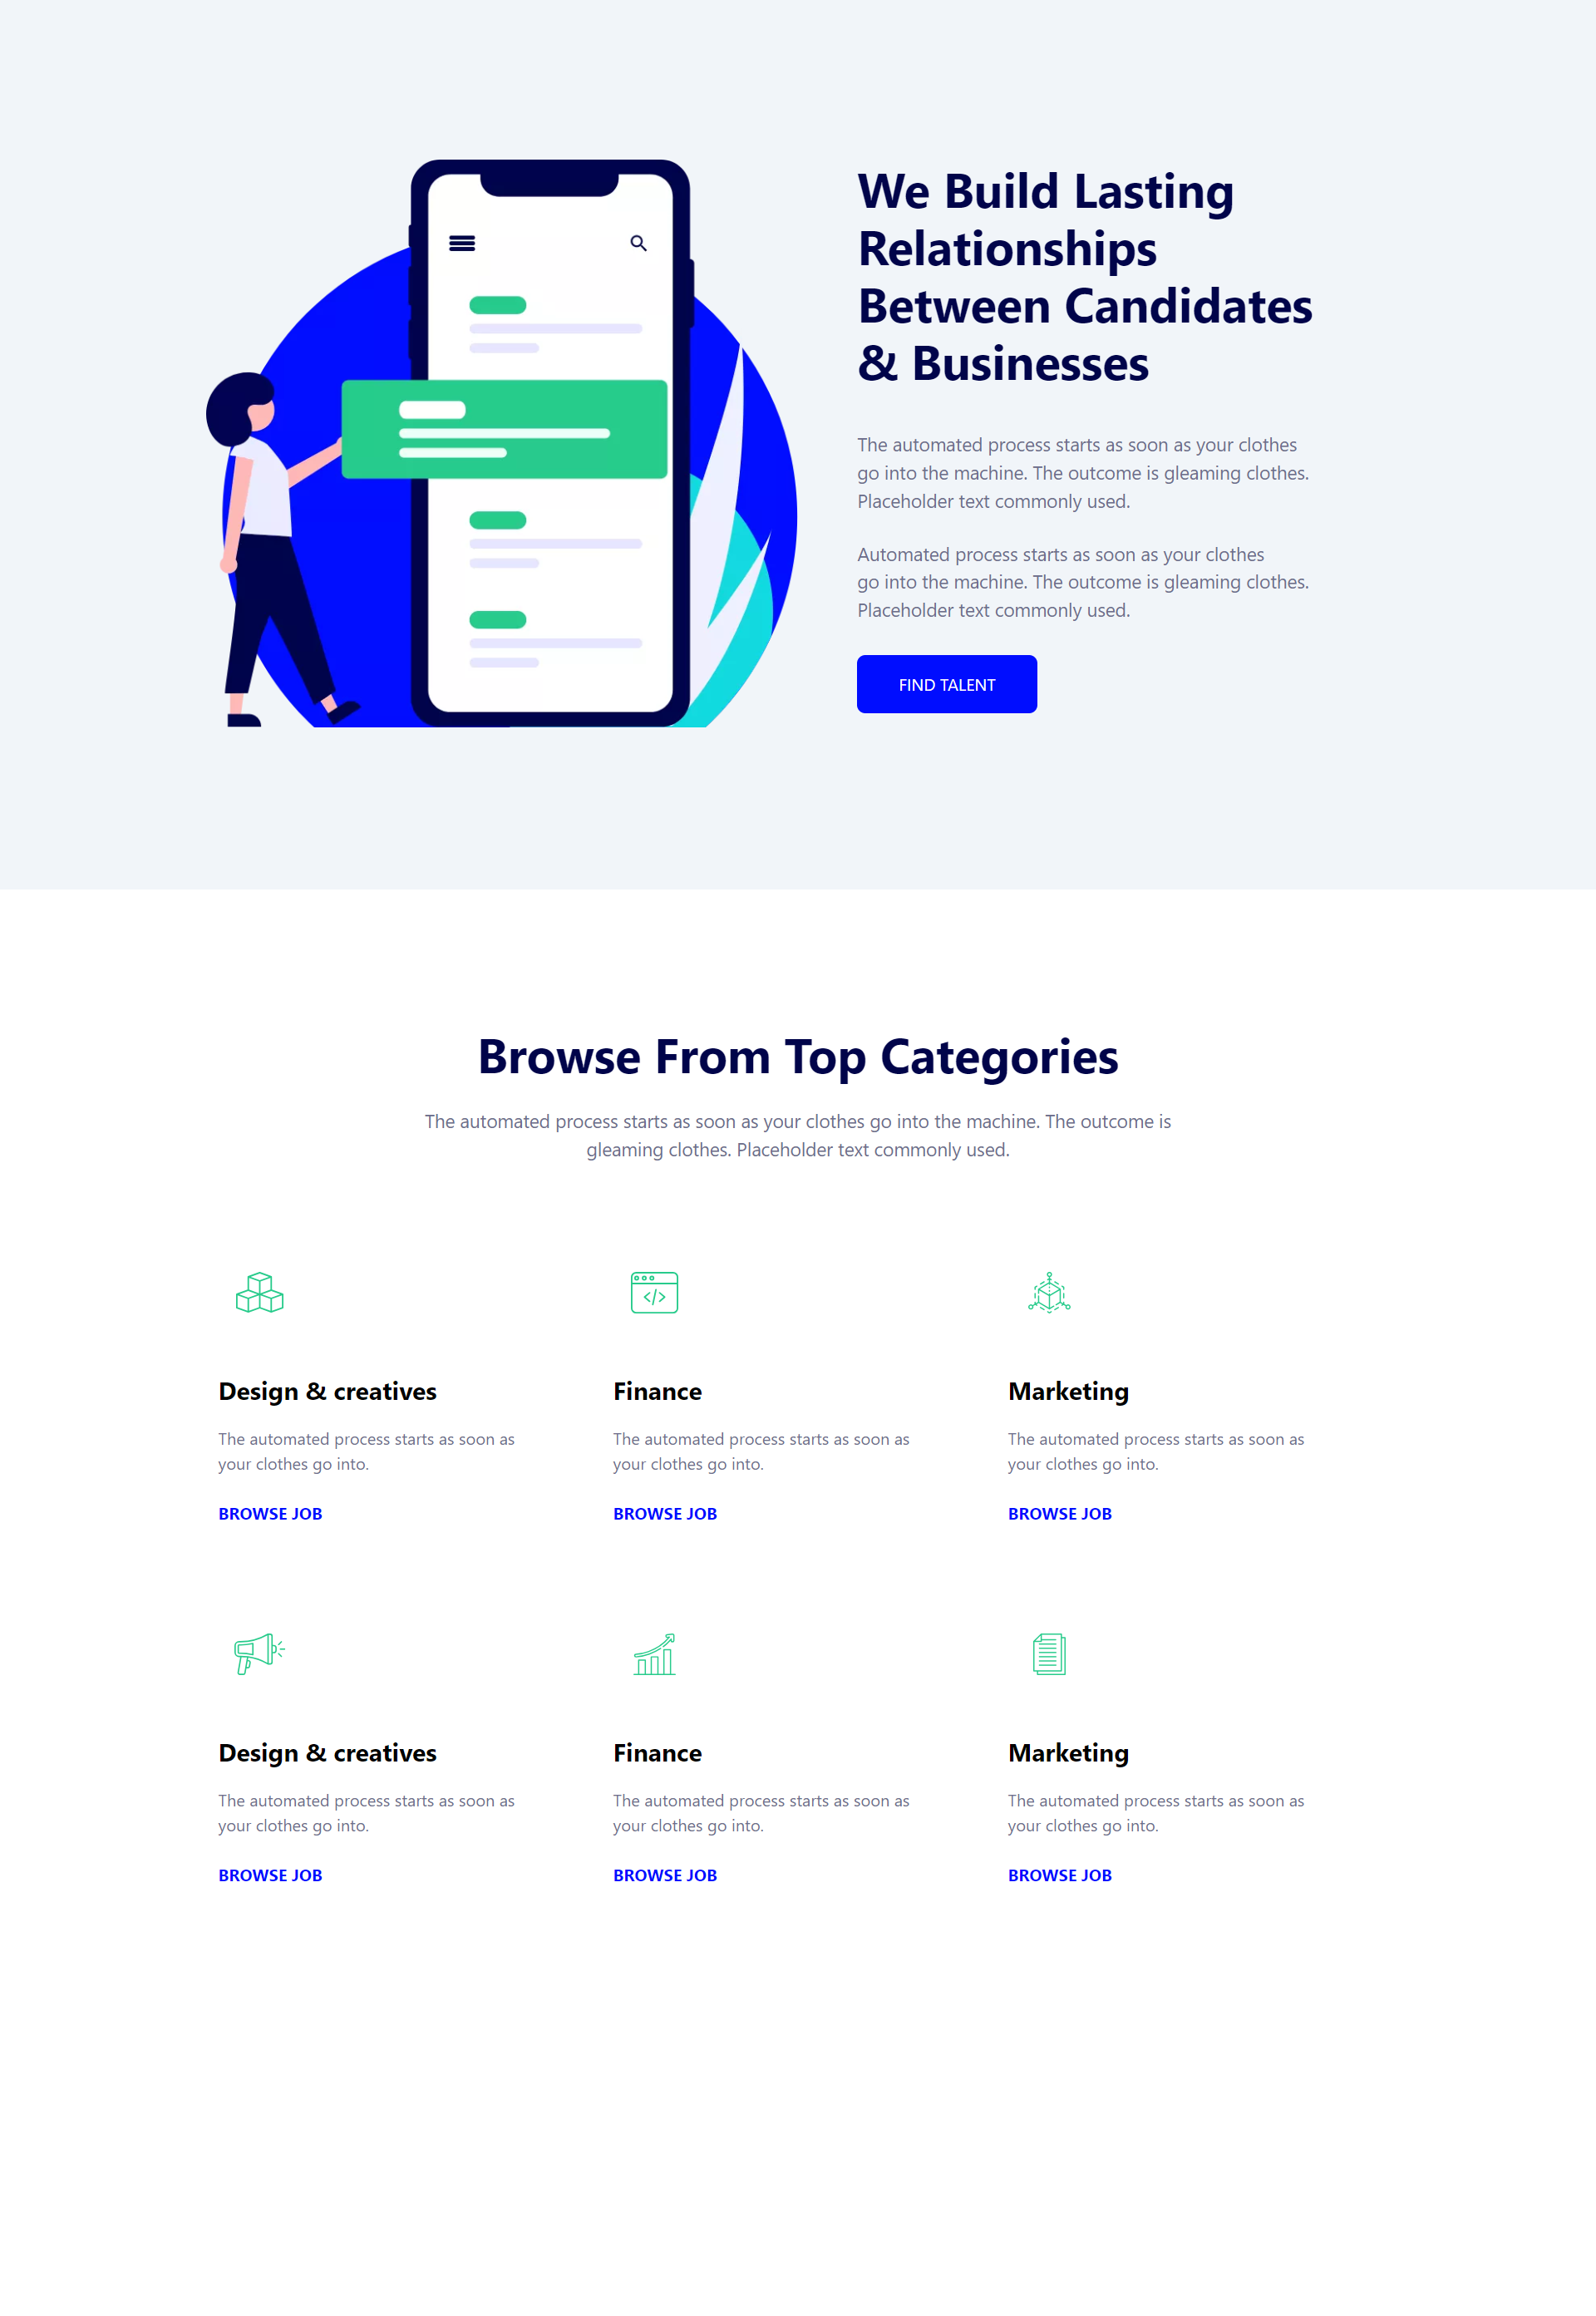 We Build Lasting
Relationships
Between Candidates
& Businesses
The automated process starts as soon as your clothes
go into the machine. The outcome is gleaming clothes.
Placeholder text commonly used.
Automated process starts as soon as your clothes
go into the machine. The outcome is gleaming clothes.
Placeholder text commonly used.
FIND TALENT
Browse From Top Categories
The automated process starts as soon as your clothes go into the machine. The outcome is
gleaming clothes. Placeholder text commonly used.
Design & creatives
The automated process starts as soon as
your clothes go into.
BROWSE JOB
Finance
The automated process starts as soon as
your clothes go into.
BROWSE JOB
Marketing
The automated process starts as soon as
your clothes go into.
BROWSE JOB
Design & creatives
The automated process starts as soon as
your clothes go into.
BROWSE JOB
Finance
The automated process starts as soon as
your clothes go into.
BROWSE JOB
Marketing
The automated process starts as soon as
your clothes go into.
BROWSE JOB